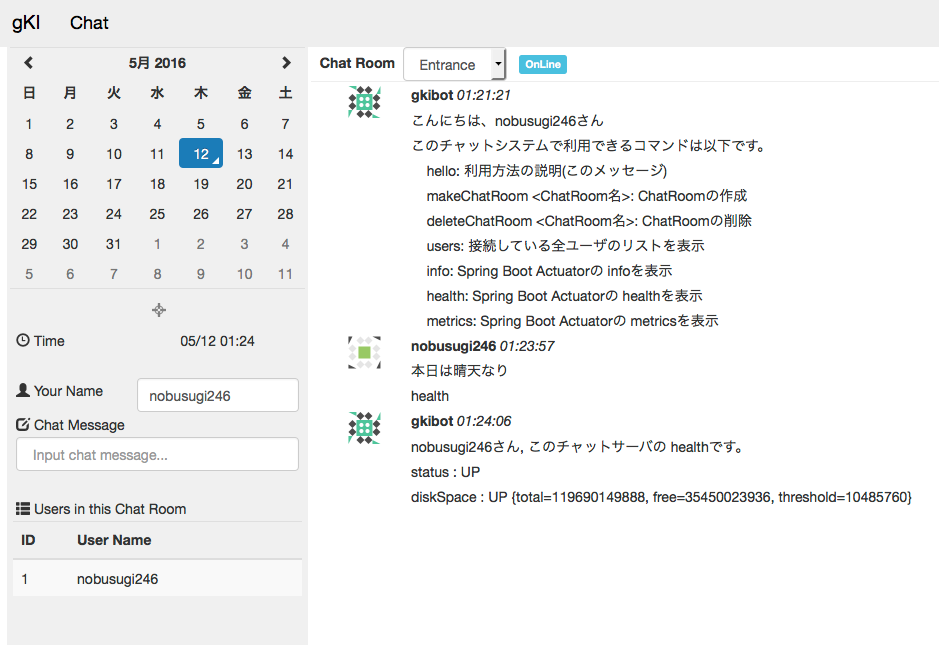 gKI Chat
5月 2016
日 月 火 水 木 金 土
1 2 3 4 5 6 7
8 9 10 11 12 13 14
15 16 17 18 19 20 21
22 23 24 25 26 27 28
29 30 31 1 2 3 4
5 6 7 8 9 10 11
Time 05/12 01:24
Your Name nobusugi246
Chat Message
Input chat message...
Users in this Chat Room
ID User Name
1 nobusugi246
Chat Room Entrance OnLine
gkibot 01:21:21
こんにちは、nobusugi246さん
このチャットシステムで利用できるコマンドは以下です。
hello: 利用方法の説明(このメッセージ)
makeChatRoom <ChatRoom名>: ChatRoomの作成
deleteChatRoom <ChatRoom名>: ChatRoomの削除
users: 接続している全ユーザのリストを表示
info: Spring Boot Actuatorの infoを表示
health: Spring Boot Actuatorの healthを表示
metrics: Spring Boot Actuatorの metricsを表示
nobusugi246 01:23:57
本日は晴天なり
health
gkibot 01:24:06
nobusugi246さん, このチャットサーバの healthです。
status : UP
diskSpace : UP {total=119690149888, free=35450023936, threshold=10485760}